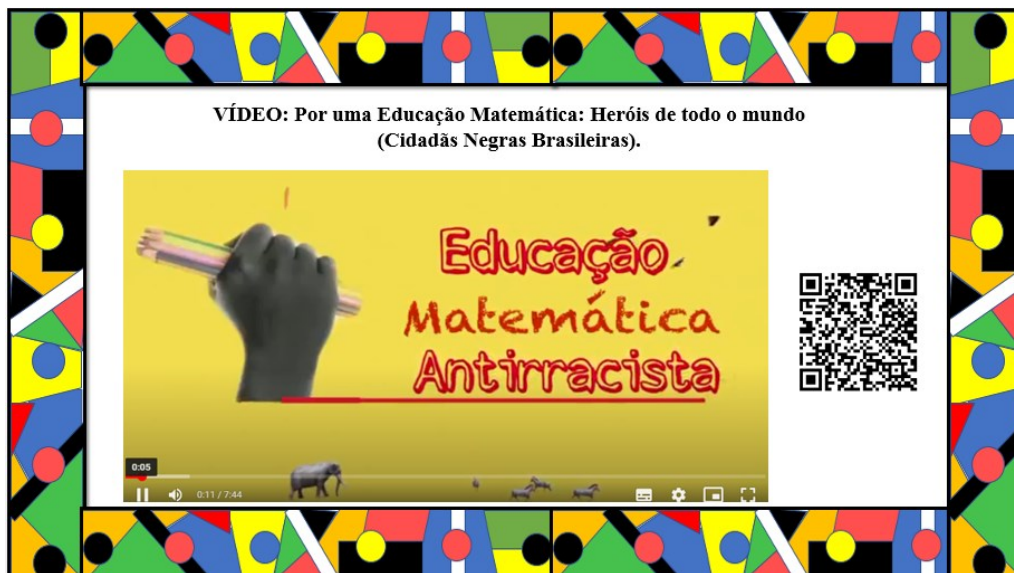 VÍDEO: Por uma Educação Matemática: Heróis de todo o mundo
(Cidadãs Negras Brasileiras).
Educação
Matemática
Antirracista
0:05
0:11 / 7:44